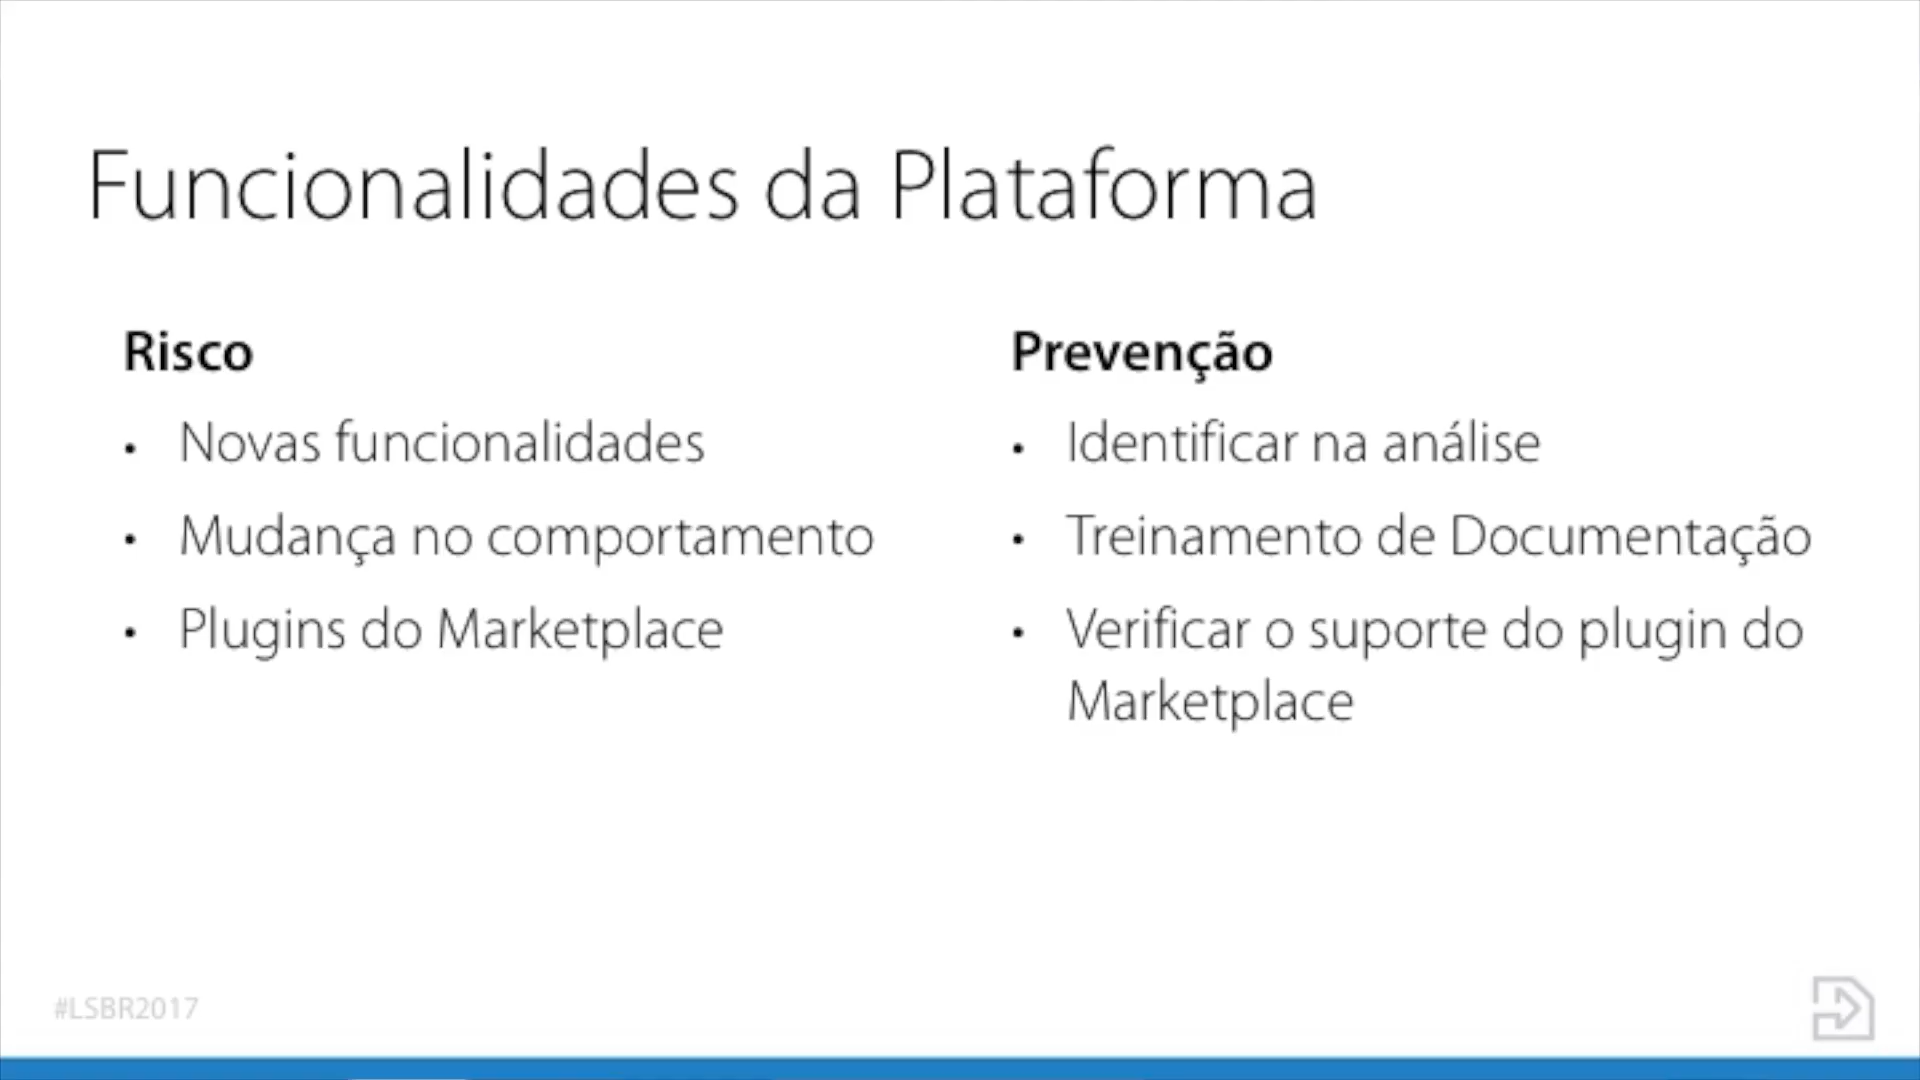 Funcionalidades da Plataforma
Risco
• Novas funcionalidades
• Mudança no comportamento
• Plugins do Marketplace
Prevenção
• Identificar na análise
• Treinamento de Documentação
• Verificar o suporte do plugin do
Marketplace
#LSBR2017